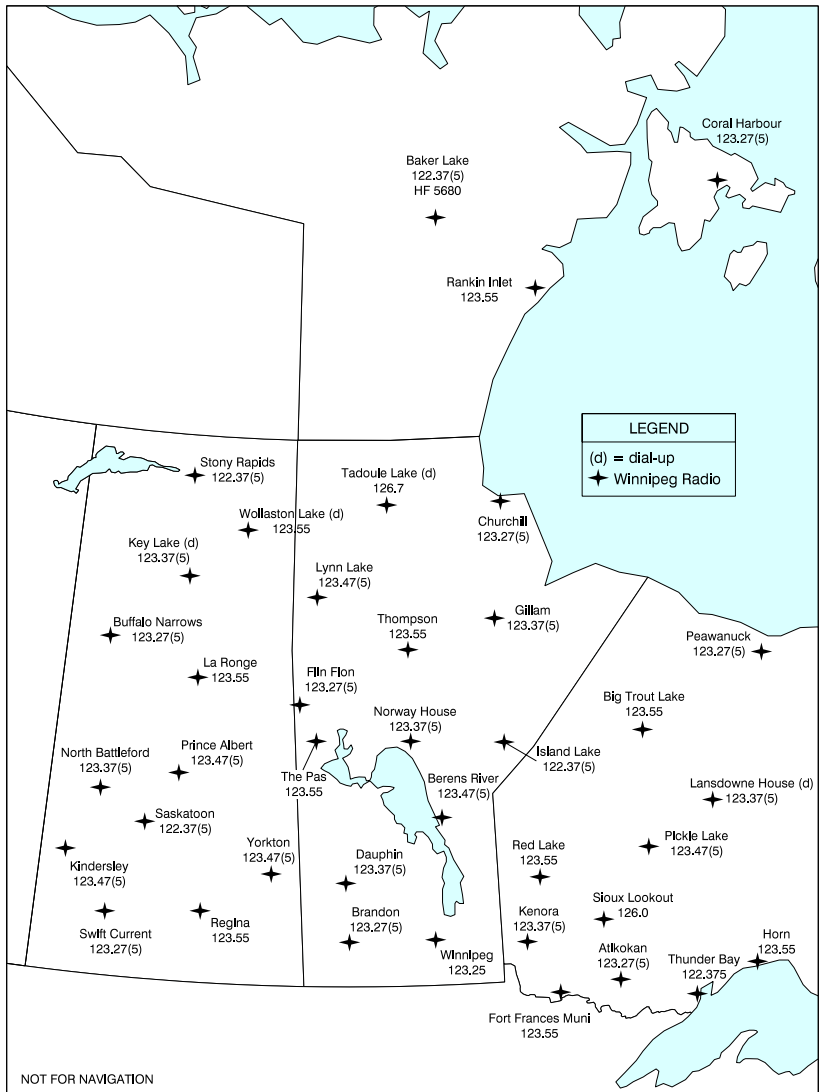 Coral Harbour
123.27(5)
Baker Lake
122.37(5)
HF 5680
Rankin Inlet
123.55
LEGEND
(d) = dial-up
Winnipeg Radio
Stony Rapids
122.37(5)
Tadoule Lake (d)
126.7
Wollaston Lake (d)
123.55
Churchill
123.27(5)
Key Lake (d)
123.37(5)
Lynn Lake
123.47(5)
Gillam
123.37(5)
Thompson
123.55
Buffalo Narrows
123.27(5)
Peawanuck
123.27(5)
La Ronge
123.55
Flin Flon
123.27(5)
Big Trout Lake
123.55
Norway House
123.37(5)
Island Lake
122.37(5)
North Battleford
123.37(5)
Prince Albert
123.47(5)
The Pas
123.55
Berens River
123.47(5)
Lansdowne House (d)
123.37(5)
Saskatoon
122.37(5)
Pickle Lake
123.47(5)
Yorkton
123.47(5)
Dauphin
123.37(5)
Red Lake
123.55
Kindersley
123.47(5)
Sioux Lookout
126.0
Swift Current
123.27(5)
Regina
123.55
Brandon
123.27(5)
Winnipeg
123.25
Kenora
123.37(5)
Atikokan
123.27(5)
Thunder Bay
122.375
Horn
123.55
Fort Frances Muni
123.55
NOT FOR NAVIGATION